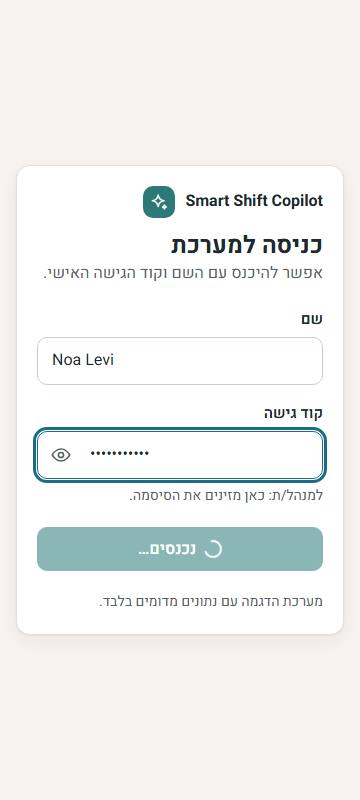 Smart Shift Copilot
כניסה למערכת
אפשר להיכנס עם השם וקוד הגישה האישי.
שם
Noa Levi
קוד גישה
•••••••••••
למנהל/ת: כאן מזינים את הסיסמה.
נכנסים...
מערכת הדגמה עם נתונים מדומים בלבד.